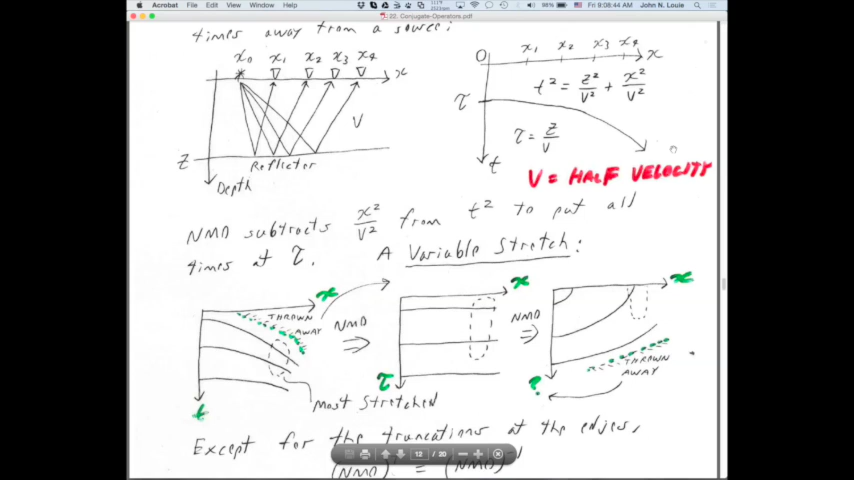 Acrobat File Edit View Window Help 98% Fri 9:08:44 AM John N. Louie
22. Conjugate-Operators.pdf
times away from a source:
x0 x1 x2 x3 x4 x
V
Z
Reflector
Depth
0 x1 x2 x3 x4 x
t² = z²/V² + x²/V²
τ
τ = z/V
t
V = HALF VELOCITY
NMO subtracts x²/V² from t² to put all
times at τ. A Variable Stretch:
x
THROWN
AWAY
t
NMO
⇒
x
τ
NMO
⇒
x
THROWN
AWAY
?
Most Stretched
Except for the truncations at the edges,
12 / 20
(NMO)' = (NMO)⁻¹